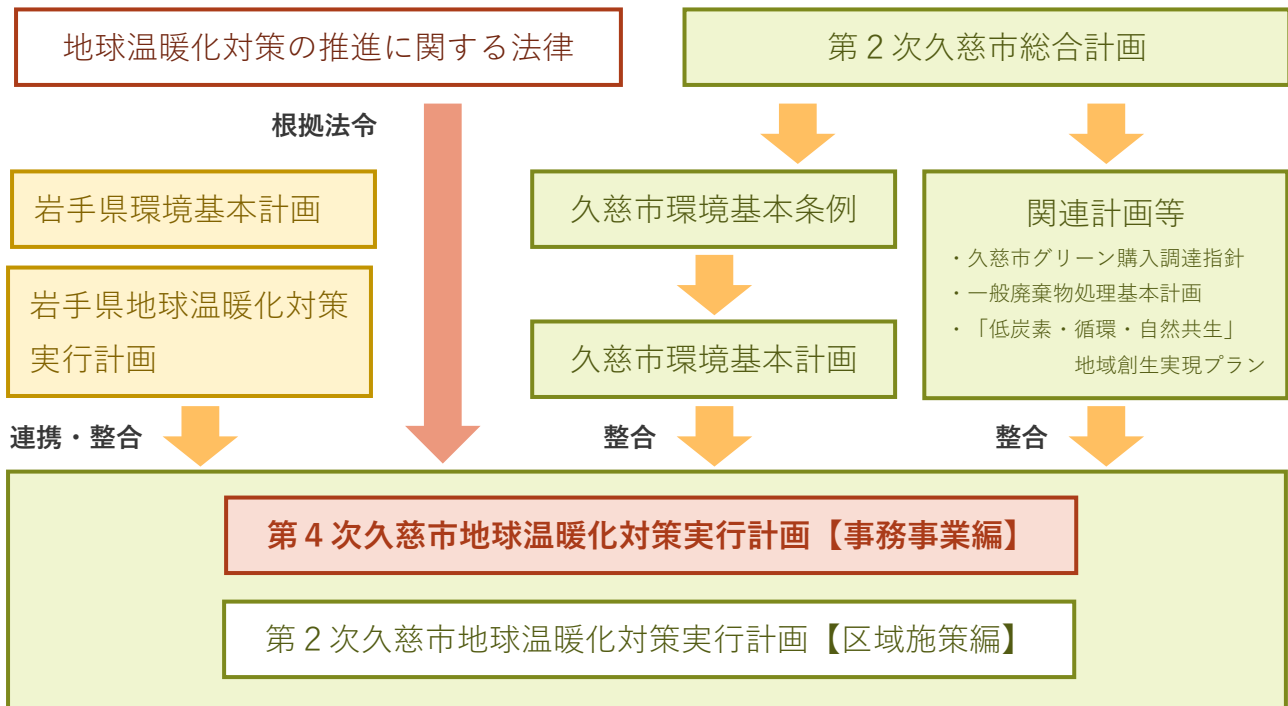 地球温暖化対策の推進に関する法律
第２次久慈市総合計画
根拠法令
岩手県環境基本計画
久慈市環境基本条例
関連計画等
・久慈市グリーン購入調達指針
・一般廃棄物処理基本計画
・「低炭素・循環・自然共生」
地域創生実現プラン
岩手県地球温暖化対策
実行計画
久慈市環境基本計画
連携・整合
整合
整合
第４次久慈市地球温暖化対策実行計画【事務事業編】
第２次久慈市地球温暖化対策実行計画【区域施策編】